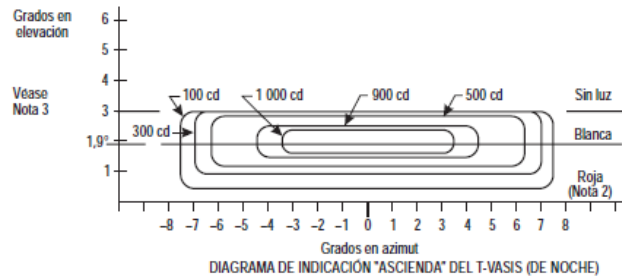 Grados en
elevación
6
5
4
Véase
Nota 3
100 cd
1 000 cd
900 cd
500 cd
Sin luz
3
300 cd
Blanca
1,9°
1
Roja
(Nota 2)
–8 –7 –6 –5 –4 –3 –2 –1 0 1 2 3 4 5 6 7 8
Grados en azimut
DIAGRAMA DE INDICACIÓN "ASCIENDA" DEL T-VASIS (DE NOCHE)